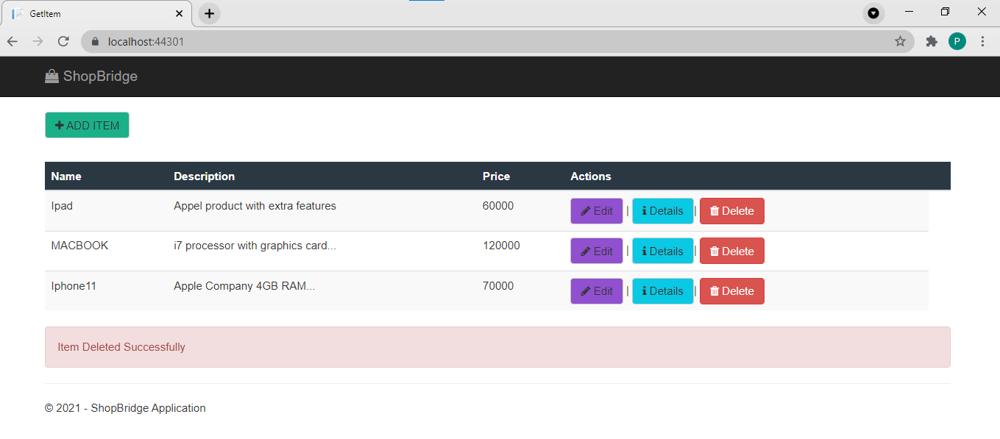 GetItem
localhost:44301
P
ShopBridge
ADD ITEM
Name Description Price Actions
Ipad Appel product with extra features 60000 Edit | Details | Delete
MACBOOK i7 processor with graphics card... 120000 Edit | Details | Delete
Iphone11 Apple Company 4GB RAM... 70000 Edit | Details | Delete
Item Deleted Successfully
© 2021 - ShopBridge Application